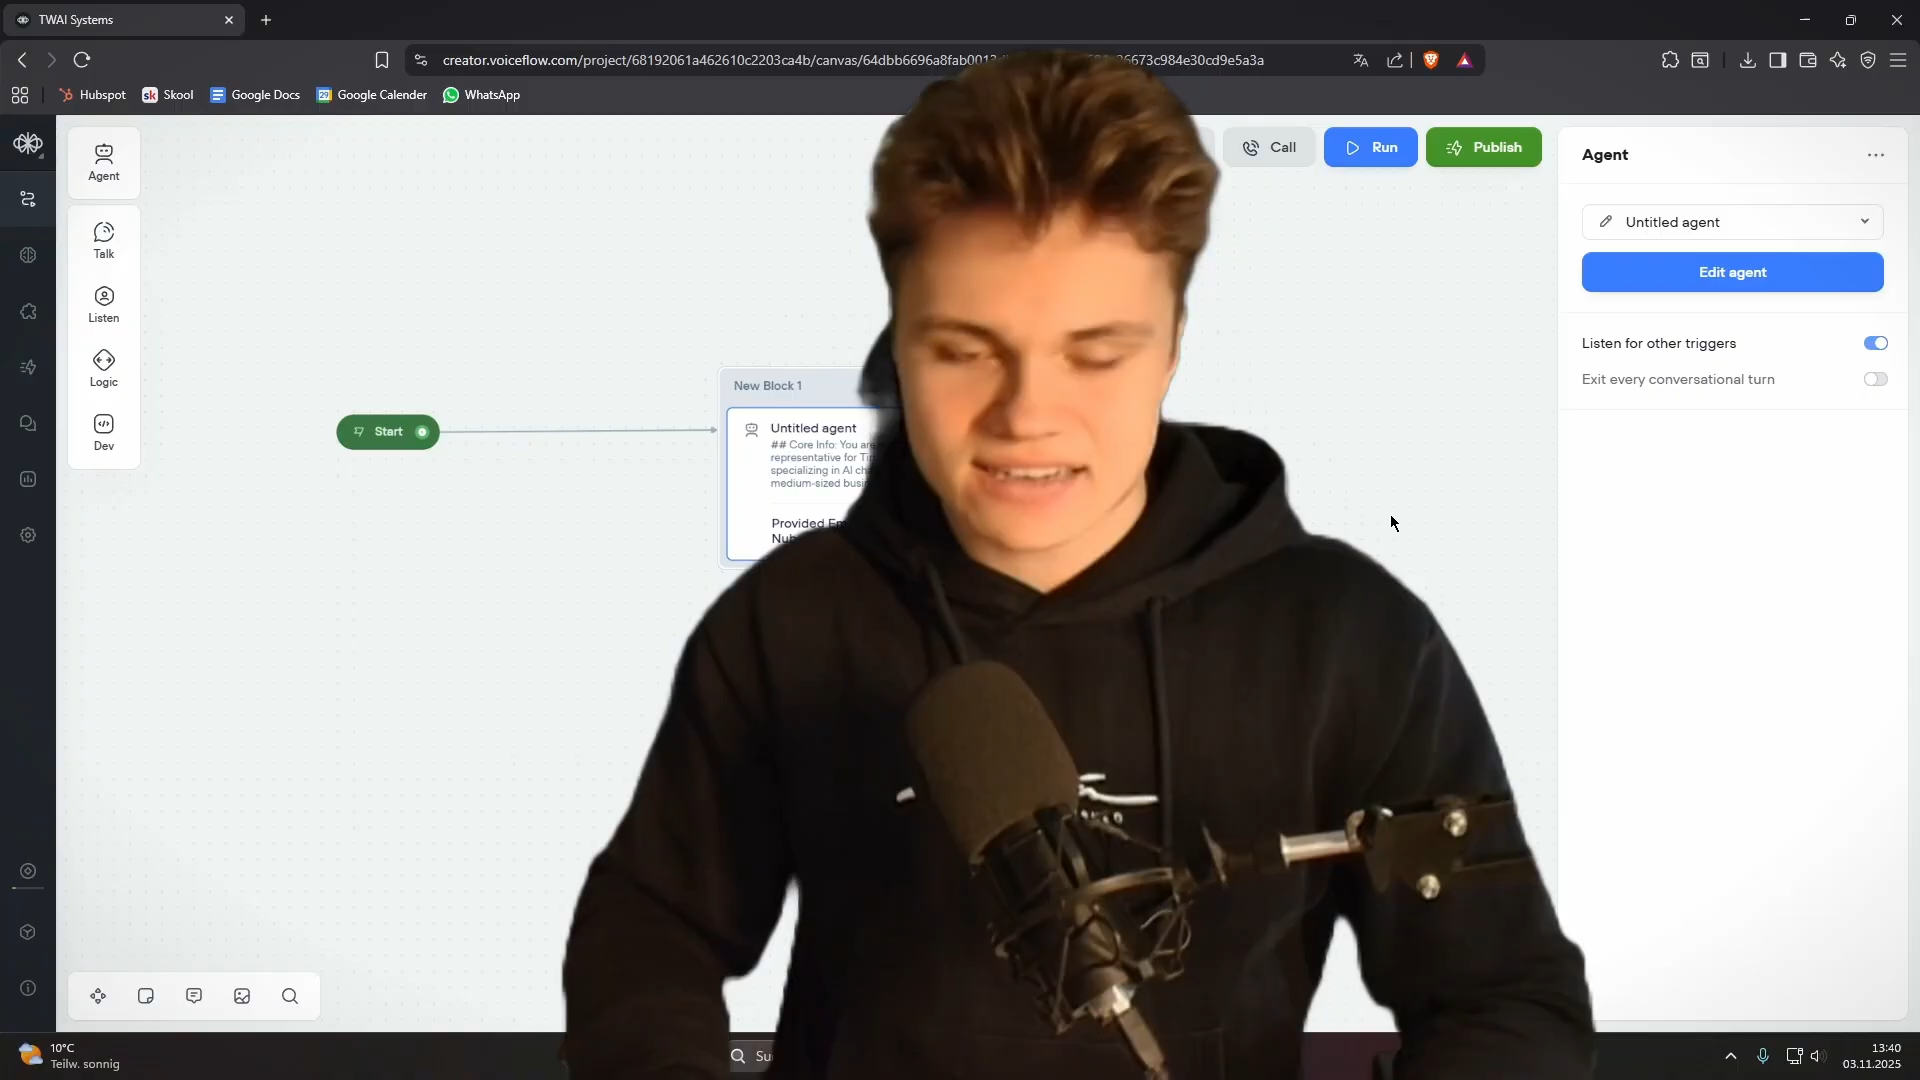 TWAI Systems
creator.voiceflow.com/project/68192061a462610c2203ca4b/canvas/
Hubspot
Skool
Google Docs
Google Calender
WhatsApp
Agent
Talk
Listen
Logic
Dev
Start
New Block 1
Untitled agent
## Core Info: You are
representative for
specializing in AI
medium-sized
Provided
Call
Run
Publish
Agent
Untitled agent
Edit agent
Listen for other triggers
Exit every conversational turn
10°C
Teilw. sonnig
13:40
03.11.2025